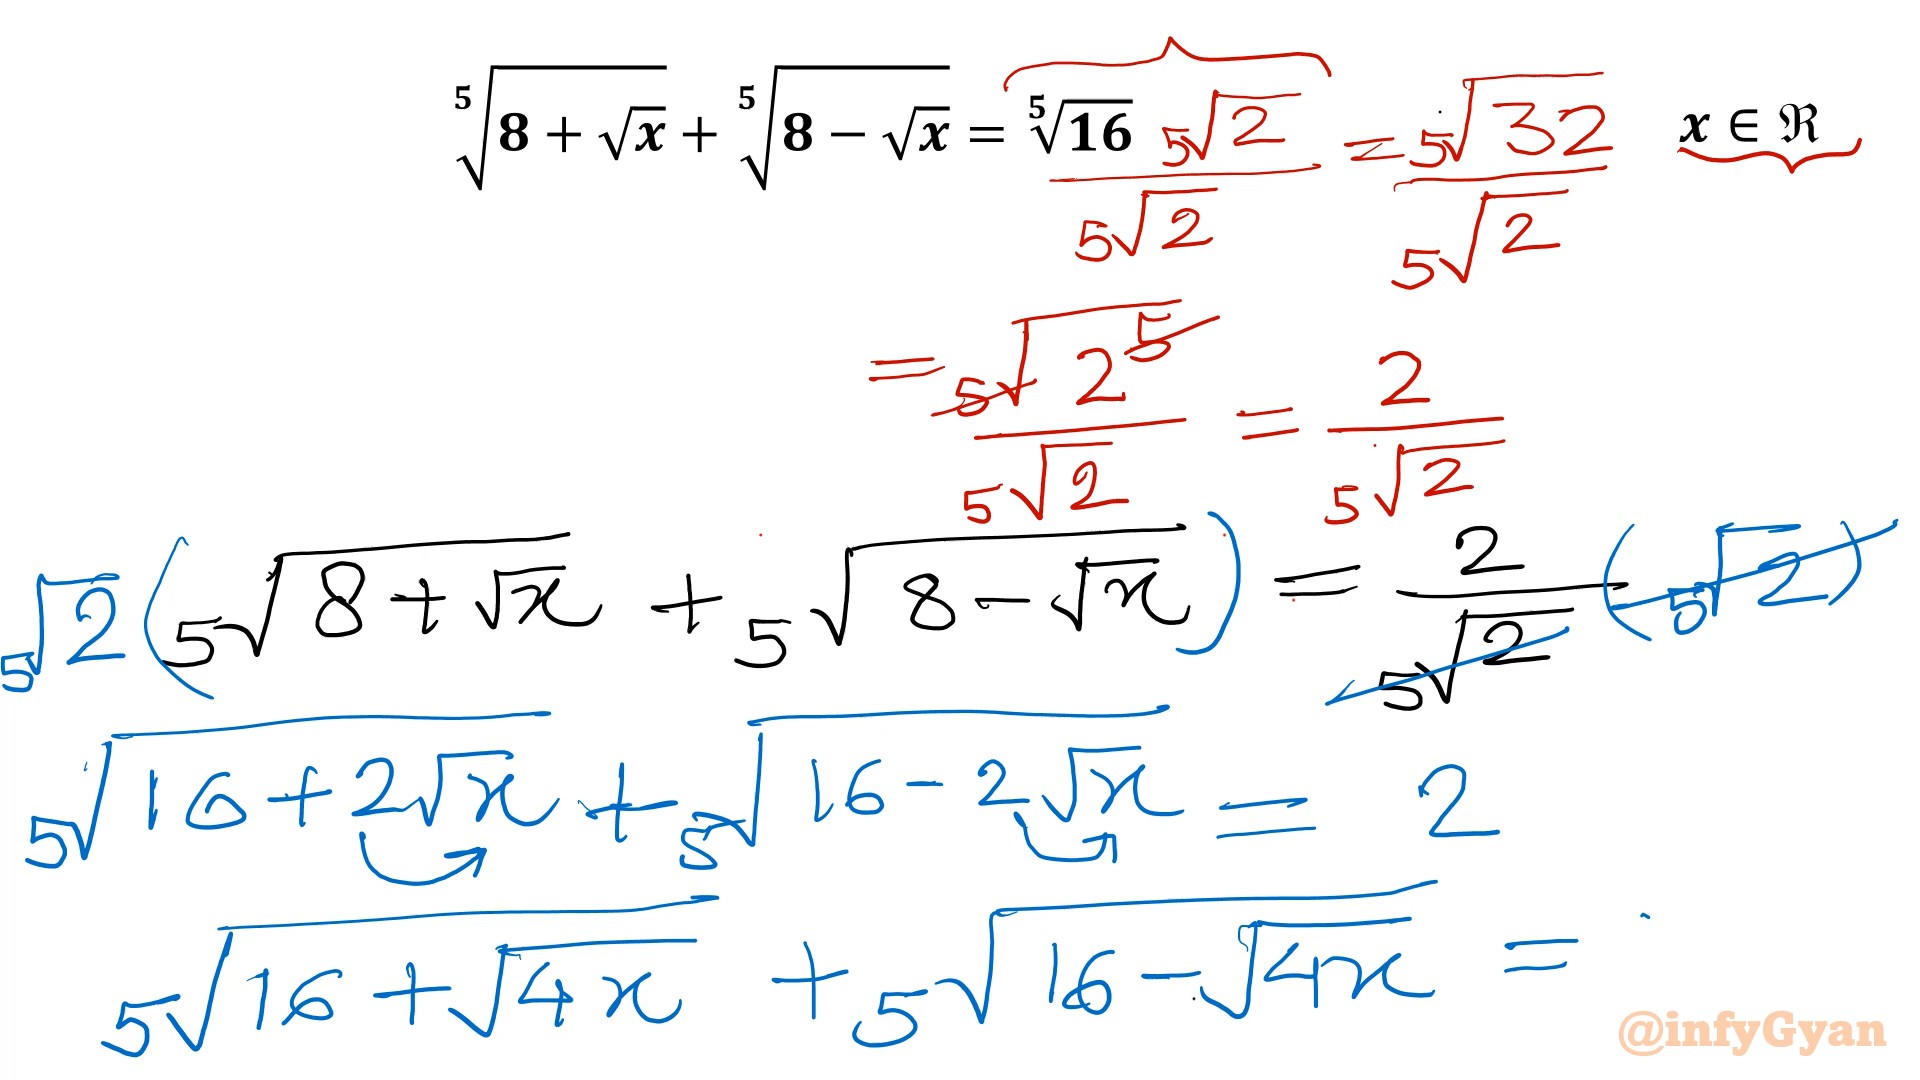 ⁵√(8 + √x) + ⁵√(8 − √x) = (⁵√16 ⁵√2)/(⁵√2) = (⁵√32)/(⁵√2) x ∈ ℜ
= (⁵√2⁵)/(⁵√2) = 2/(⁵√2)
⁵√2 (⁵√(8 + √x) + ⁵√(8 − √x)) = 2/(⁵√2) (⁵√2)
⁵√(16 + 2√x) + ⁵√(16 − 2√x) = 2
⁵√(16 + √(4x)) + ⁵√(16 − √(4x)) =
@infyGyan